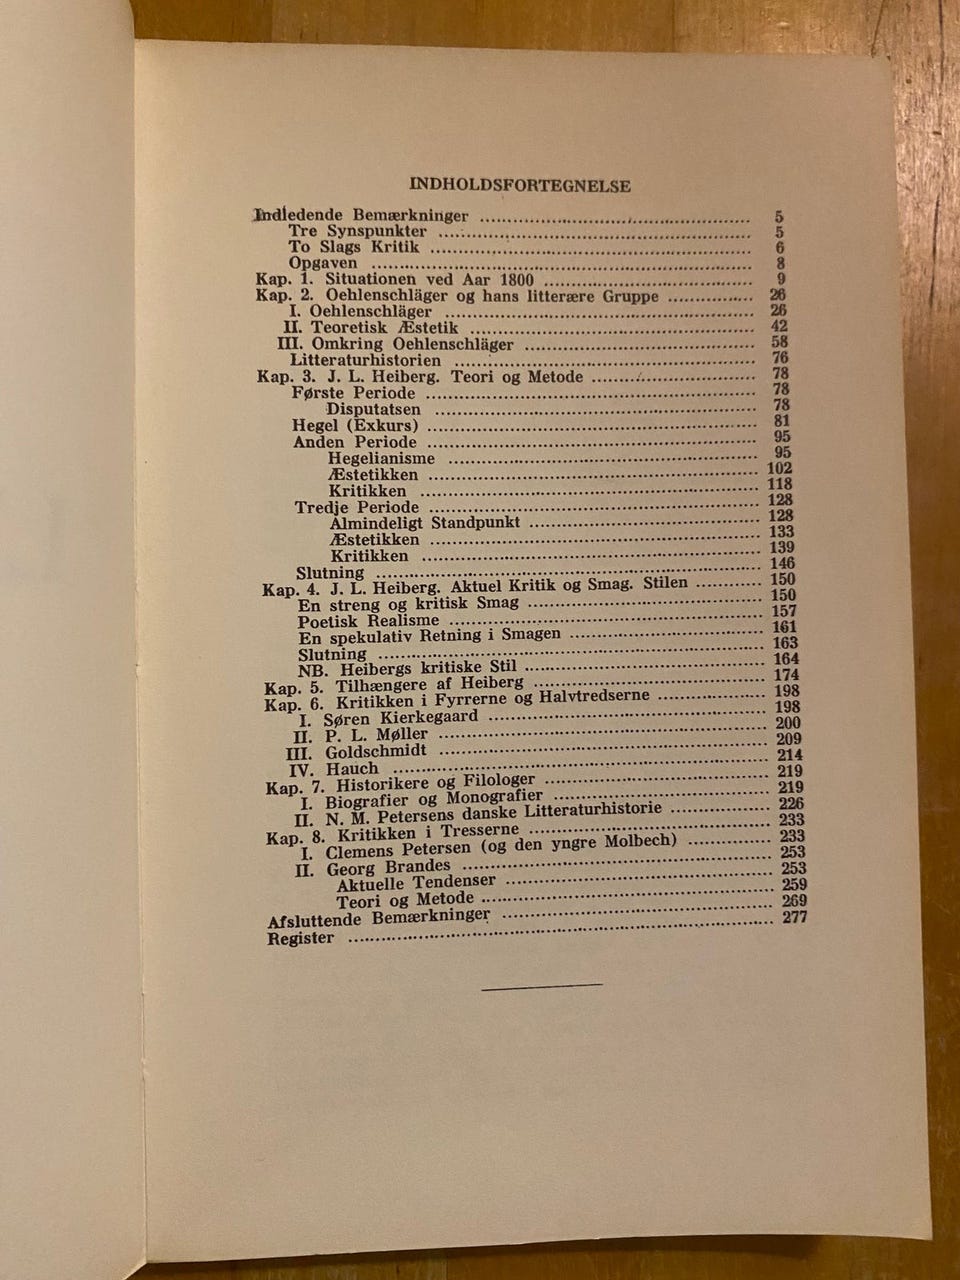 INDHOLDSFORTEGNELSE
Indledende Bemærkninger 5
Tre Synspunkter 5
To Slags Kritik 6
Opgaven 8
Kap. 1. Situationen ved Aar 1800 9
Kap. 2. Oehlenschläger og hans litterære Gruppe 26
I. Oehlenschläger 26
II. Teoretisk Æstetik 42
III. Omkring Oehlenschläger 58
Litteraturhistorien 76
Kap. 3. J. L. Heiberg. Teori og Metode 78
Første Periode 78
Disputatsen 78
Hegel (Exkurs) 81
Anden Periode 95
Hegelianisme 95
Æstetikken 102
Kritikken 118
Tredje Periode 128
Almindeligt Standpunkt 128
Æstetikken 133
Kritikken 139
Slutning 146
Kap. 4. J. L. Heiberg. Aktuel Kritik og Smag. Stilen 150
En streng og kritisk Smag 150
Poetisk Realisme 157
En spekulativ Retning i Smagen 161
Slutning 163
NB. Heibergs kritiske Stil 164
Kap. 5. Tilhængere af Heiberg 174
Kap. 6. Kritikken i Fyrrerne og Halvtredserne 198
I. Søren Kierkegaard 198
II. P. L. Møller 200
III. Goldschmidt 209
IV. Hauch 214
Kap. 7. Historikere og Filologer 219
I. Biografier og Monografier 219
II. N. M. Petersens danske Litteraturhistorie 226
Kap. 8. Kritikken i Tresserne 233
I. Clemens Petersen (og den yngre Molbech) 233
II. Georg Brandes 253
Aktuelle Tendenser 253
Teori og Metode 259
Afsluttende Bemærkninger 269
Register 277